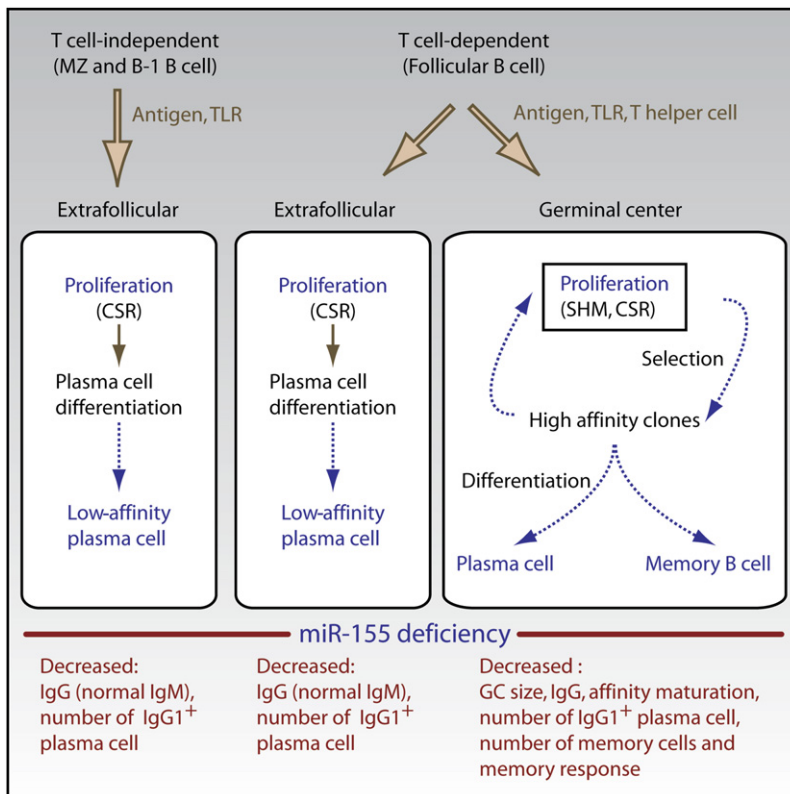 T cell-independent
(MZ and B-1 B cell)
T cell-dependent
(Follicular B cell)
Antigen, TLR
Antigen, TLR, T helper cell
Extrafollicular
Extrafollicular
Germinal center
Proliferation
(CSR)
Plasma cell
differentiation
Low-affinity
plasma cell
Proliferation
(CSR)
Plasma cell
differentiation
Low-affinity
plasma cell
Proliferation
(SHM, CSR)
Selection
High affinity clones
Differentiation
Plasma cell
Memory B cell
miR-155 deficiency
Decreased:
IgG (normal IgM),
number of IgG1+
plasma cell
Decreased:
IgG (normal IgM),
number of IgG1+
plasma cell
Decreased :
GC size, IgG, affinity maturation,
number of IgG1+ plasma cell,
number of memory cells and
memory response